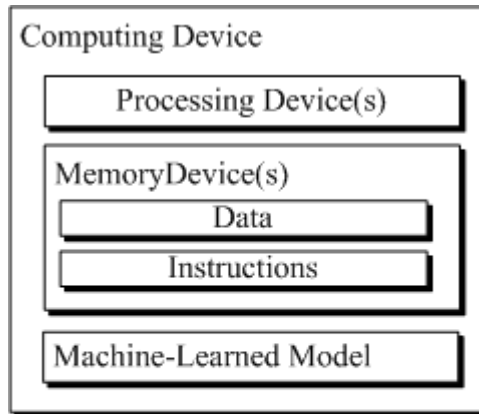 Computing Device
Processing Device(s)
MemoryDevice(s)
Data
Instructions
Machine-Learned Model